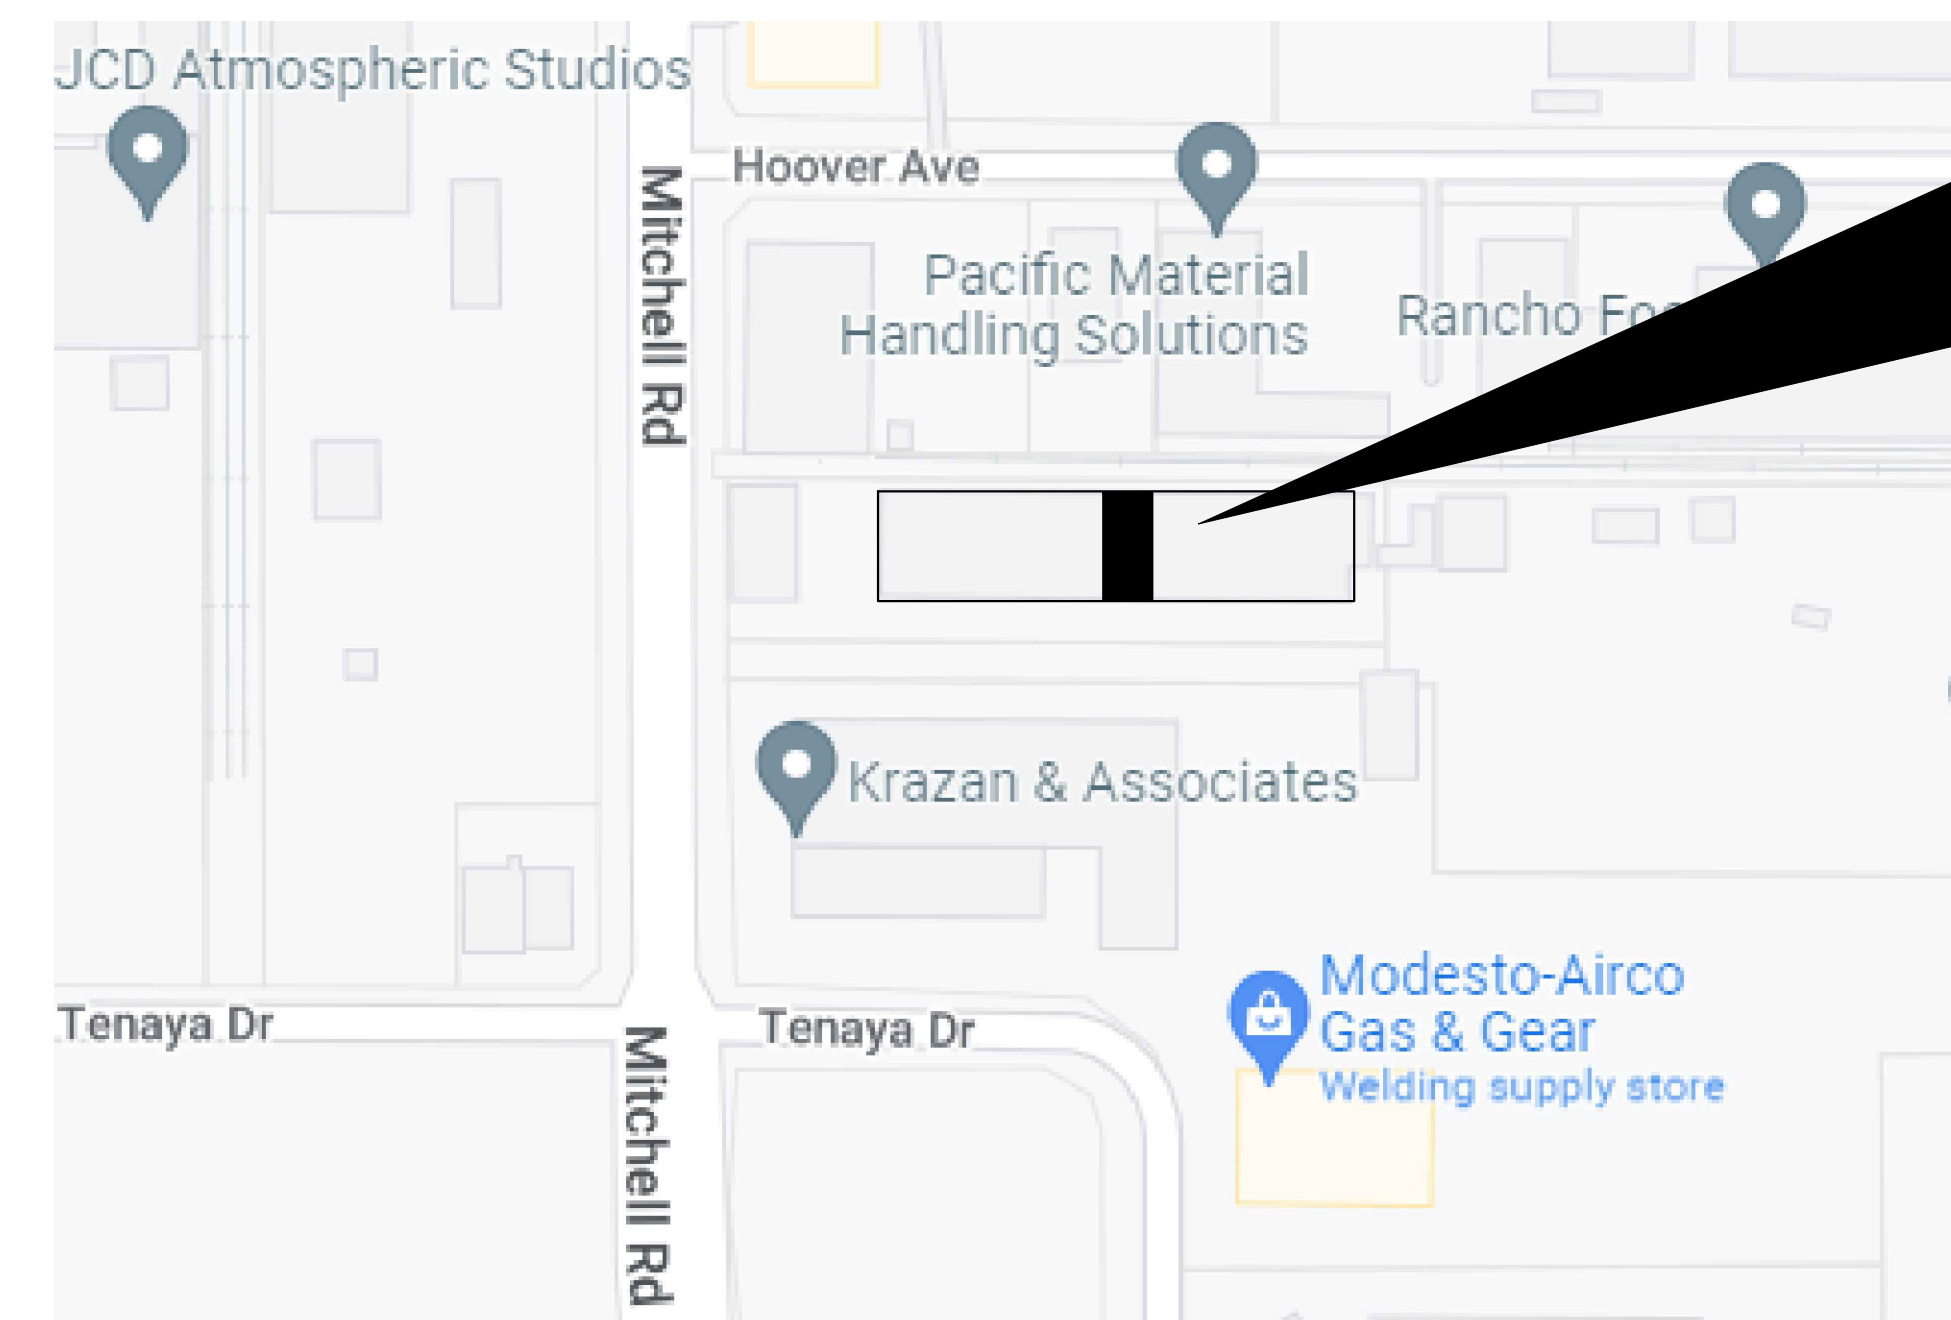 JCD Atmospheric Studios
Hoover Ave
Mitchell Rd
Pacific Material
Handling Solutions
Rancho
Krazan & Associates
Modesto-Airco
Gas & Gear
Welding supply store
Tenaya Dr
Tenaya Dr
Mitchell Rd